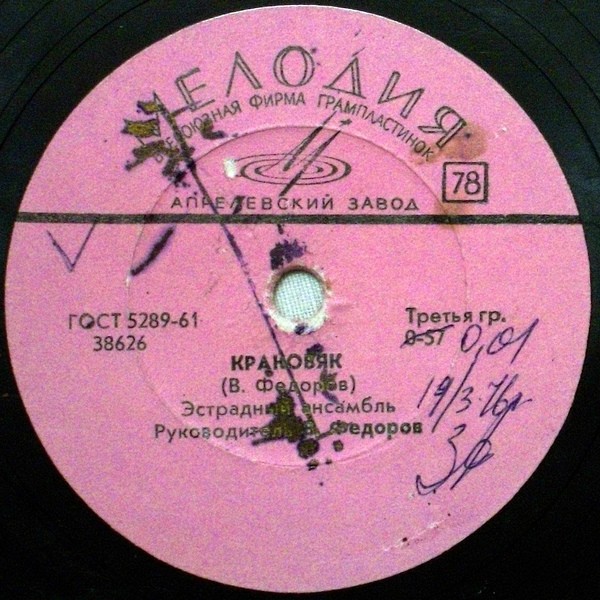 МЕЛОДИЯ
ВСЕСОЮЗНАЯ ФИРМА ГРАМПЛАСТИНОК
78
АПРЕЛЕВСКИЙ ЗАВОД
ГОСТ 5289-61
38626
Третья гр.
0-57 0,01
19/3-76г
КРАКОВЯК
(В. Федоров)
Эстрадный ансамбль
Руководитель В. Федоров